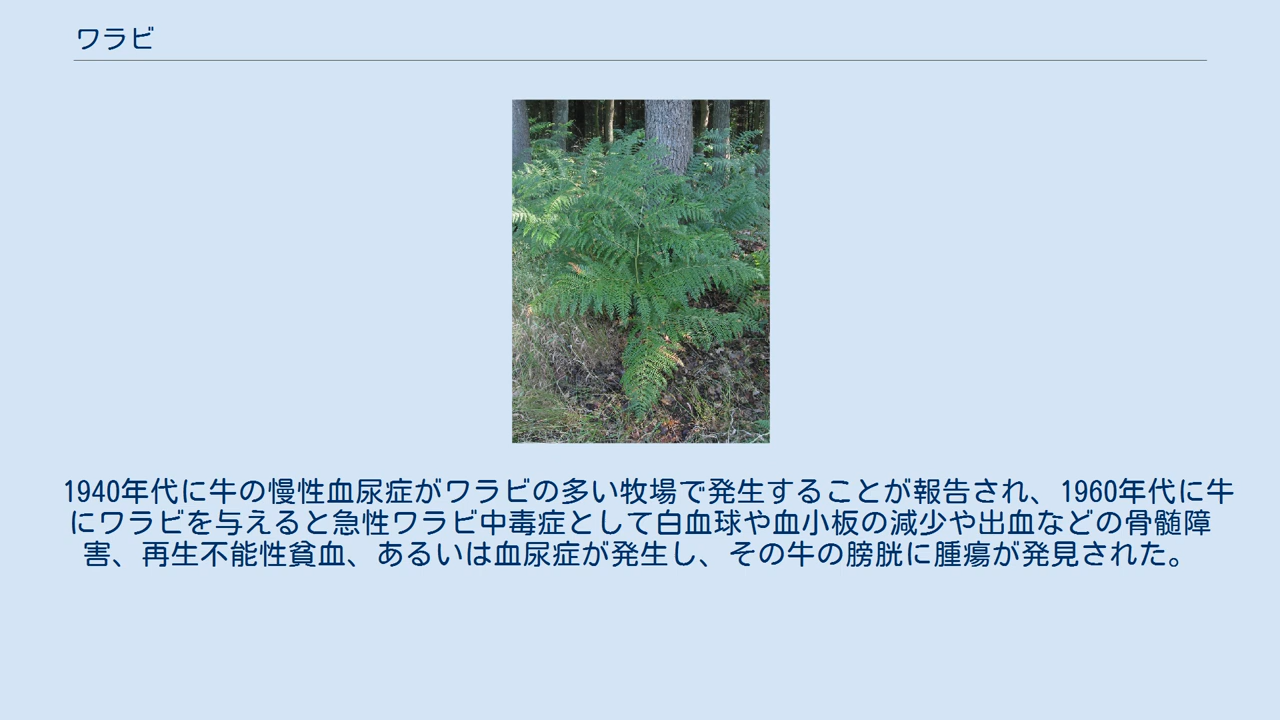 ワラビ
1940年代に牛の慢性血尿症がワラビの多い牧場で発生することが報告され、1960年代に牛
にワラビを与えると急性ワラビ中毒症として白血球や血小板の減少や出血などの骨髄障
害、再生不能性貧血、あるいは血尿症が発生し、その牛の膀胱に腫瘍が発見された。